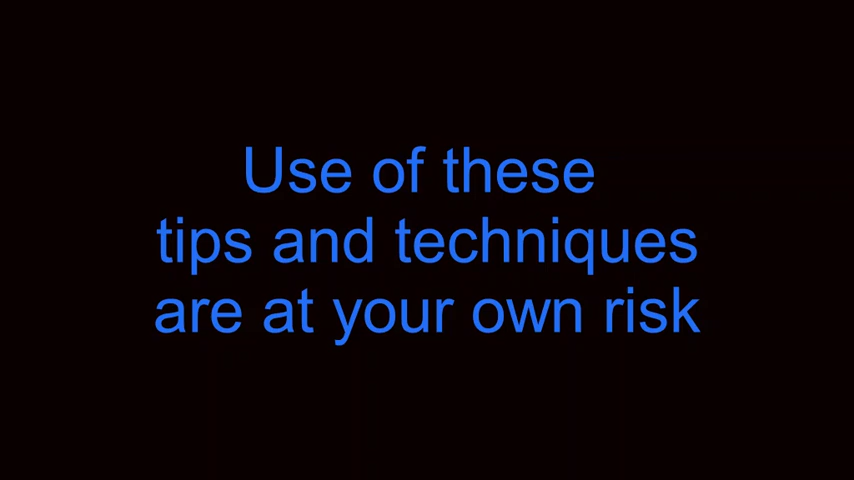 Use of these
tips and techniques
are at your own risk